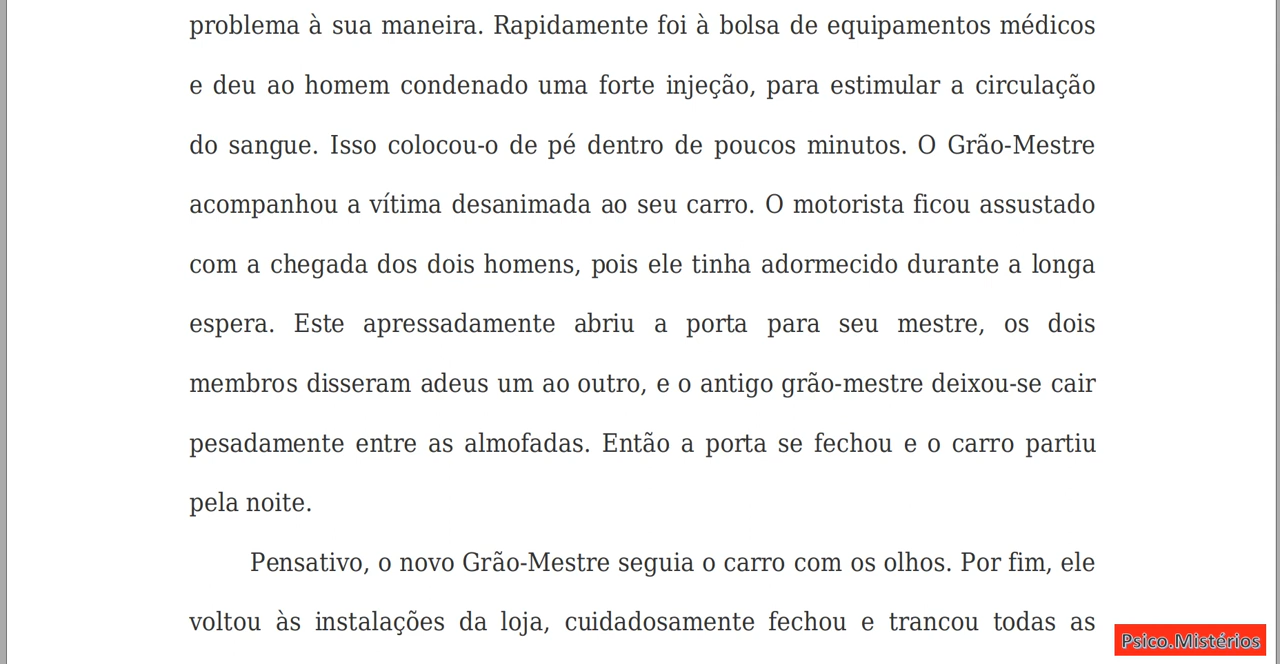 problema à sua maneira. Rapidamente foi à bolsa de equipamentos médicos
e deu ao homem condenado uma forte injeção, para estimular a circulação
do sangue. Isso colocou-o de pé dentro de poucos minutos. O Grão-Mestre
acompanhou a vítima desanimada ao seu carro. O motorista ficou assustado
com a chegada dos dois homens, pois ele tinha adormecido durante a longa
espera. Este apressadamente abriu a porta para seu mestre, os dois
membros disseram adeus um ao outro, e o antigo grão-mestre deixou-se cair
pesadamente entre as almofadas. Então a porta se fechou e o carro partiu
pela noite.
Pensativo, o novo Grão-Mestre seguia o carro com os olhos. Por fim, ele
voltou às instalações da loja, cuidadosamente fechou e trancou todas as
Psico.Mistérios